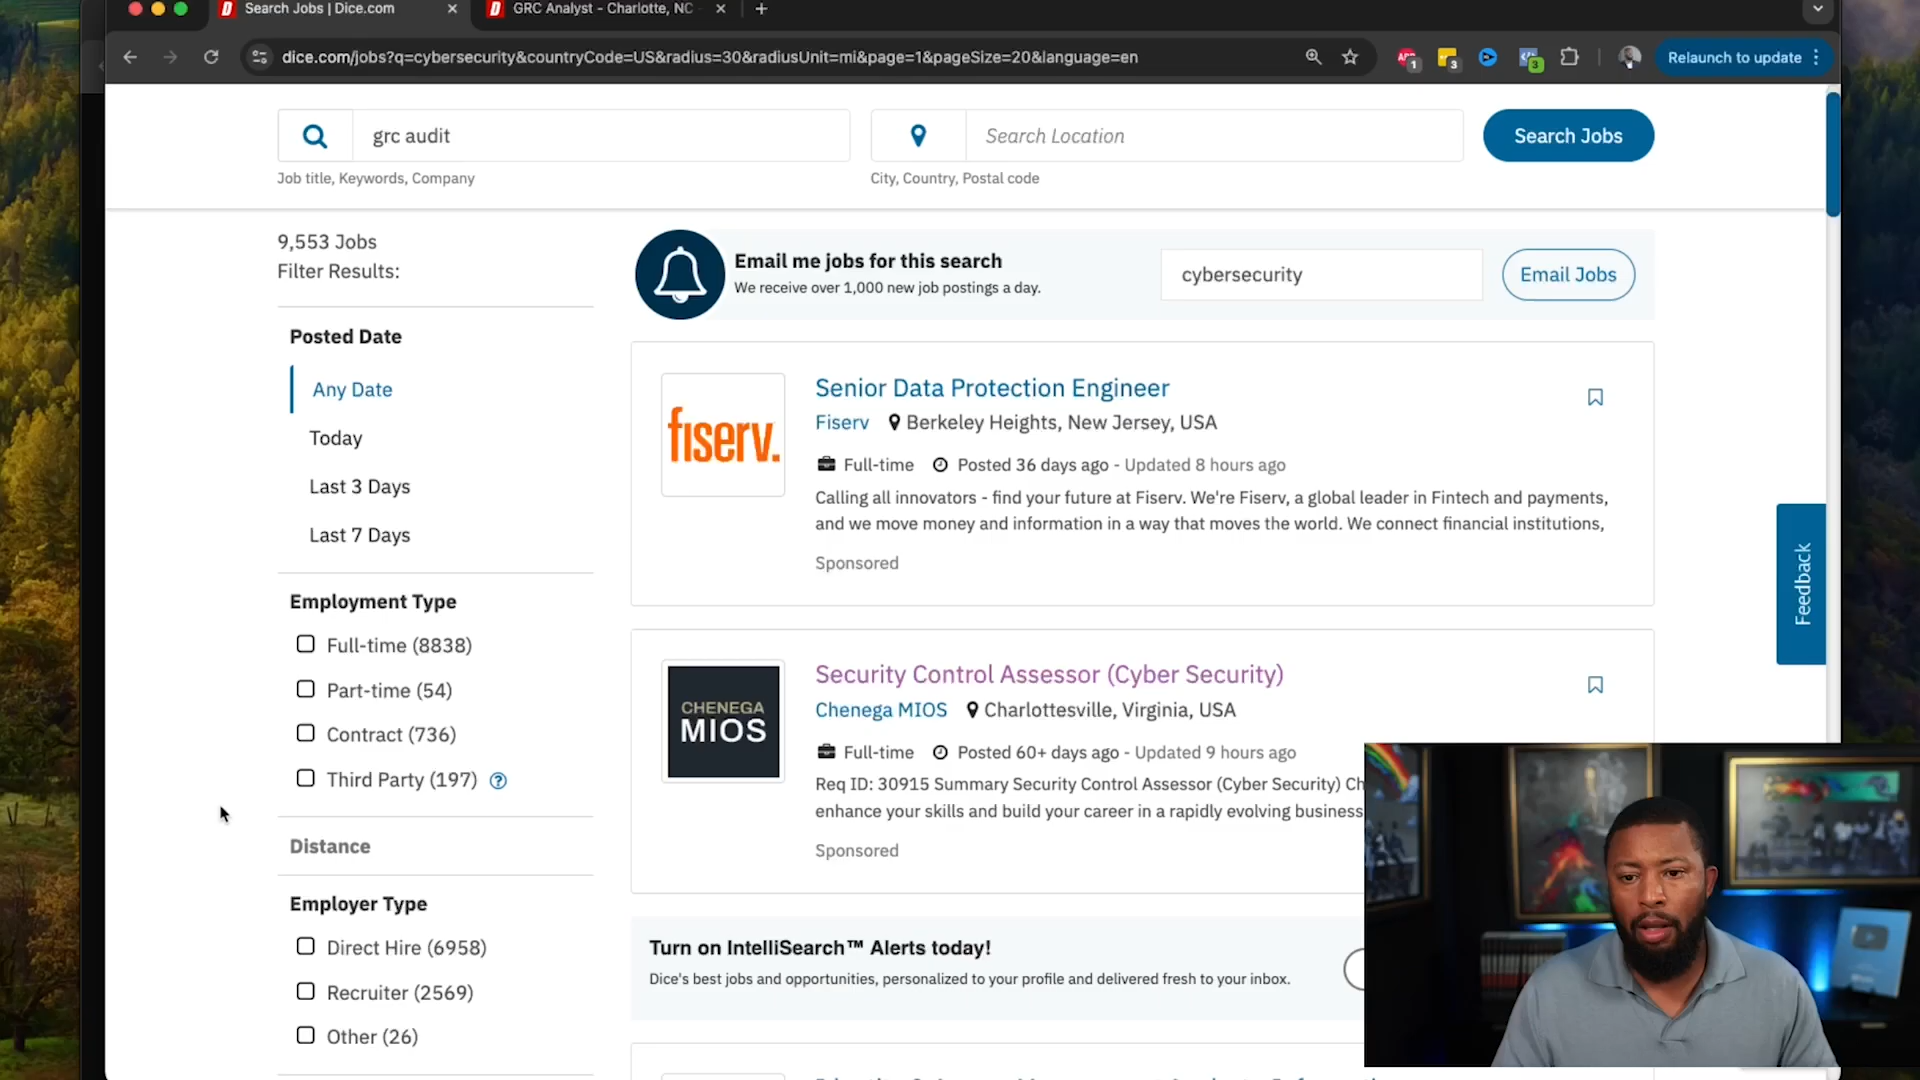 Search Jobs | Dice.com
GRC Analyst - Charlotte, NC
dice.com/jobs?q=cybersecurity&countryCode=US&radius=30&radiusUnit=mi&page=1&pageSize=20&language=en
1
3
3
Relaunch to update
grc audit
Search Location
Search Jobs
Job title, Keywords, Company
City, Country, Postal code
9,553 Jobs
Filter Results:
Posted Date
Any Date
Today
Last 3 Days
Last 7 Days
Employment Type
Full-time (8838)
Part-time (54)
Contract (736)
Third Party (197)
Distance
Employer Type
Direct Hire (6958)
Recruiter (2569)
Other (26)
Email me jobs for this search
We receive over 1,000 new job postings a day.
cybersecurity
Email Jobs
fiserv.
Senior Data Protection Engineer
Fiserv Berkeley Heights, New Jersey, USA
Full-time Posted 36 days ago - Updated 8 hours ago
Calling all innovators - find your future at Fiserv. We're Fiserv, a global leader in Fintech and payments,
and we move money and information in a way that moves the world. We connect financial institutions,
Sponsored
CHENEGA
MIOS
Security Control Assessor (Cyber Security)
Chenega MIOS Charlottesville, Virginia, USA
Full-time Posted 60+ days ago - Updated 9 hours ago
Req ID: 30915 Summary Security Control Assessor (Cyber Security) Ch
enhance your skills and build your career in a rapidly evolving business
Sponsored
Turn on IntelliSearch™ Alerts today!
Dice's best jobs and opportunities, personalized to your profile and delivered fresh to your inbox.
Feedback